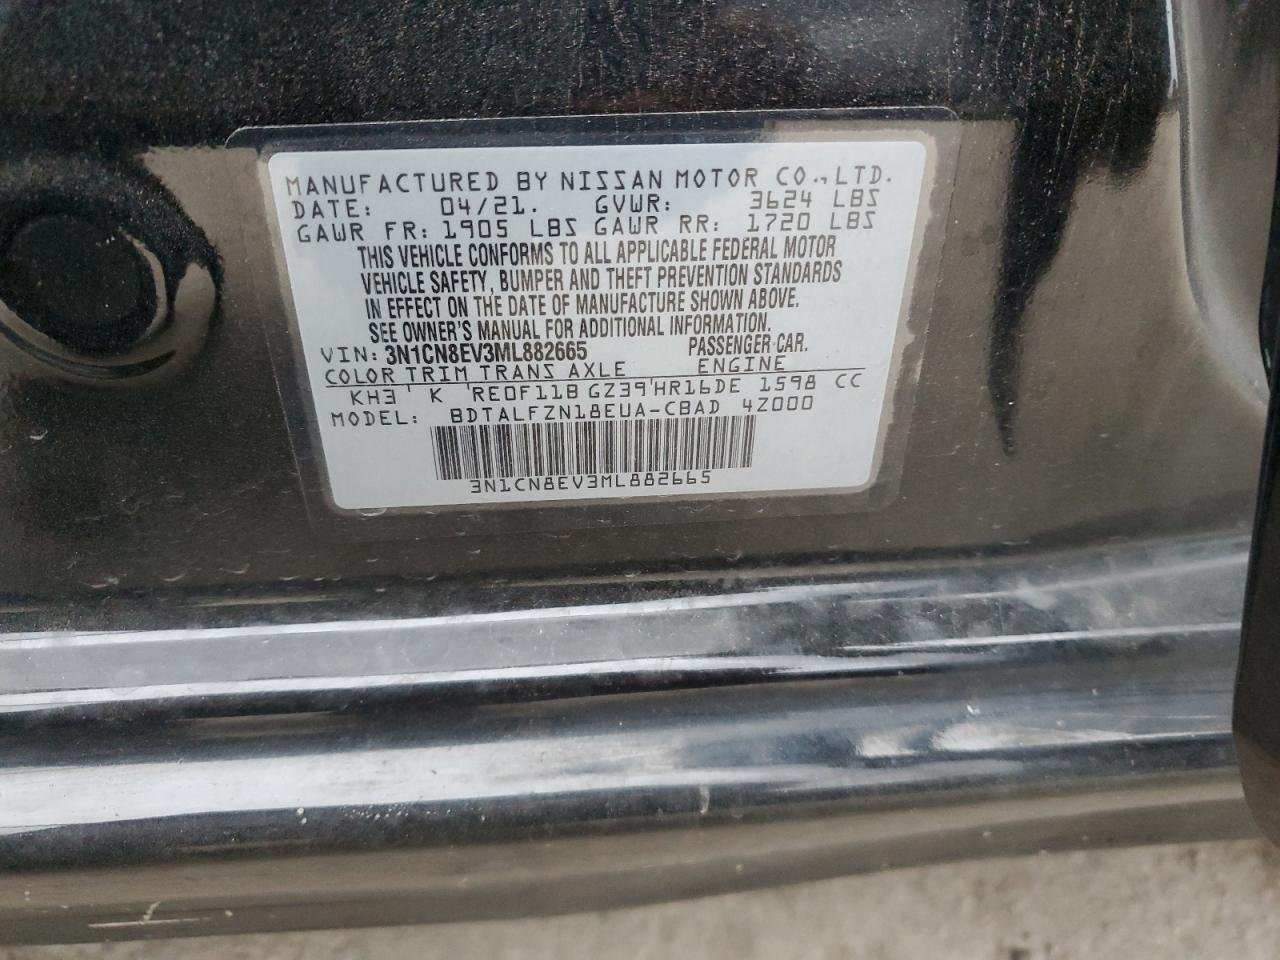 MANUFACTURED BY NISSAN MOTOR CO., LTD.
DATE: 04/21. GVWR: 3624 LBS
GAWR FR: 1905 LBS GAWR RR: 1720 LBS
THIS VEHICLE CONFORMS TO ALL APPLICABLE FEDERAL MOTOR
VEHICLE SAFETY, BUMPER AND THEFT PREVENTION STANDARDS
IN EFFECT ON THE DATE OF MANUFACTURE SHOWN ABOVE.
SEE OWNER'S MANUAL FOR ADDITIONAL INFORMATION.
VIN: 3N1CN8EV3ML882665 PASSENGER CAR.
COLOR TRIM TRANS AXLE ENGINE
KH3 K RE0F11B GZ39 HR16DE 1598 CC
MODEL: BDTALFZN18EUA-CBAD 4Z000
3N1CN8EV3ML882665